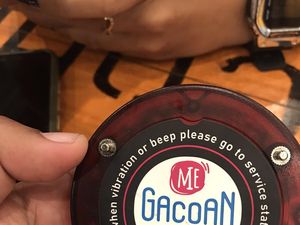 when vibration or beep please go to service sta
ME
GACOAN